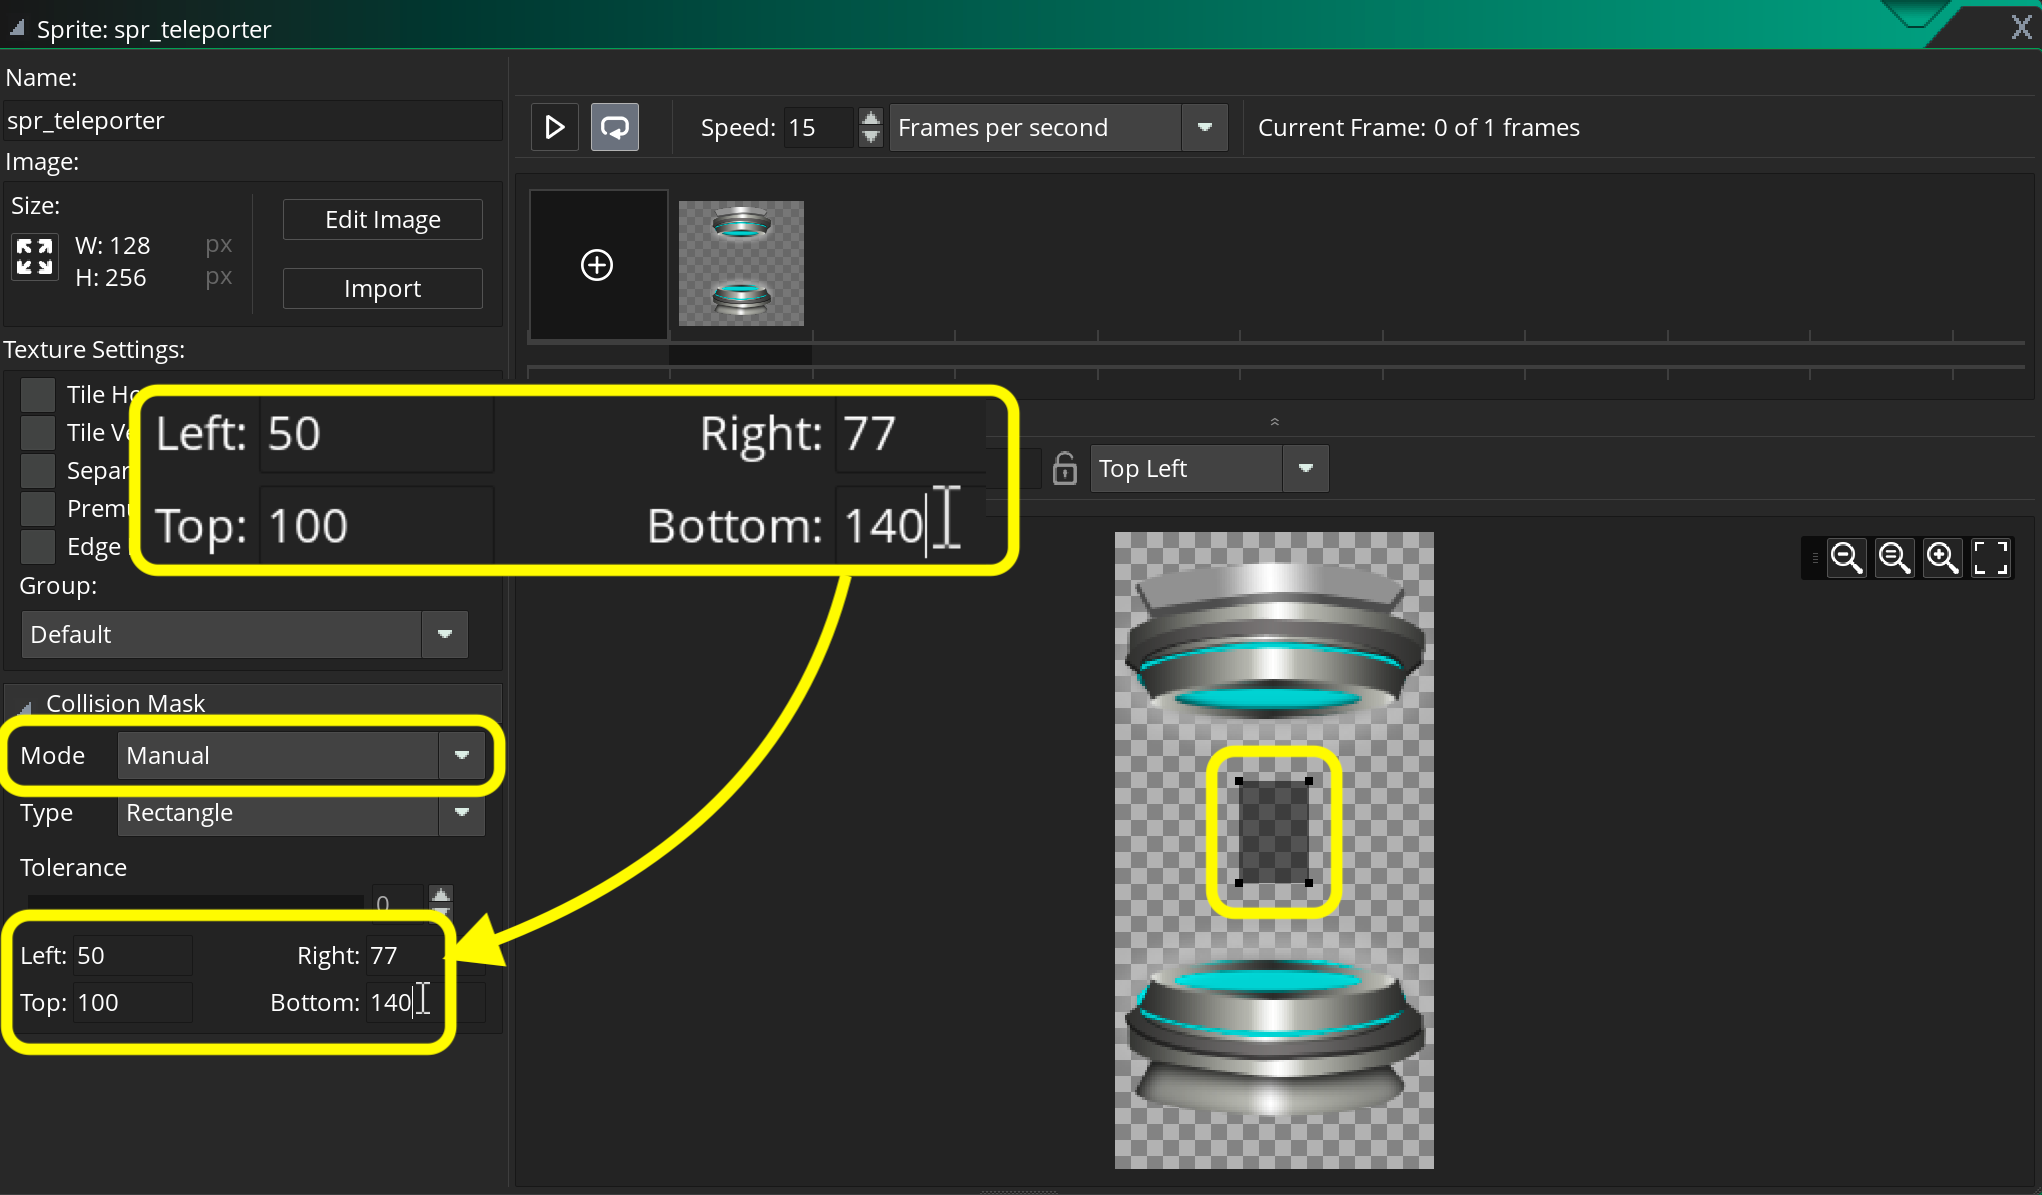 Sprite: spr_teleporter
X
Name:
spr_teleporter
Image:
Size:
W: 128 px
H: 256 px
Edit Image
Import
Speed: 15
Frames per second
Current Frame: 0 of 1 frames
Texture Settings:
Tile Ho
Tile Ve
Separ
Prem
Edge
Left: 50 Right: 77
Top: 100 Bottom: 140
Top Left
Group:
Default
Collision Mask
Mode Manual
Type Rectangle
Tolerance
0
Left: 50 Right: 77
Top: 100 Bottom: 140